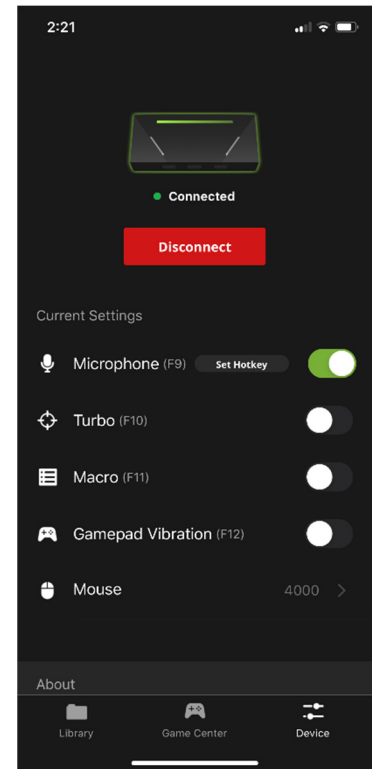 2:21
Connected
Disconnect
Current Settings
Microphone (F9) Set Hotkey
Turbo (F10)
Macro (F11)
Gamepad Vibration (F12)
Mouse 4000
About
Library Game Center Device